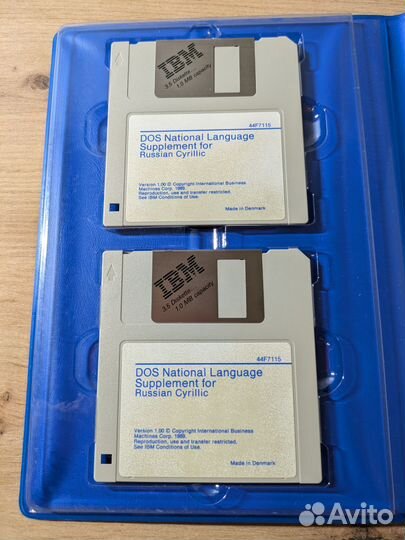 IBM
3.5 Diskette...
1.0 MB capacity
44F7115
DOS National Language
Supplement for
Russian Cyrillic
Version 1.00 © Copyright International Business
Machines Corp. 1989.
Reproduction, use and transfer restricted.
See IBM Conditions of Use.
Made in Denmark
IBM
3.5 Diskette...
1.0 MB capacity
44F7115
DOS National Language
Supplement for
Russian Cyrillic
Version 1.00 © Copyright International Business
Machines Corp. 1989.
Reproduction, use and transfer restricted.
See IBM Conditions of Use.
Made in Denmark
Avito